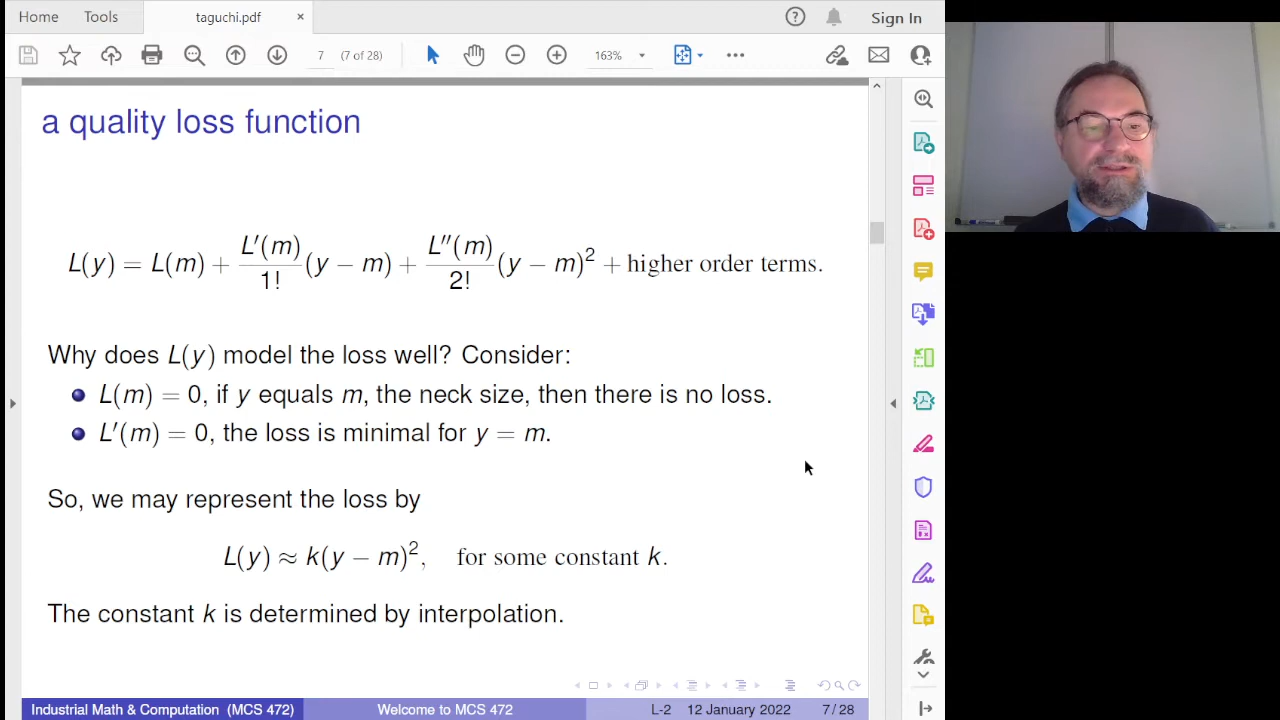 Home Tools taguchi.pdf × Sign In
7 (7 of 28) 163%
a quality loss function
L(y) = L(m) + L′(m)/1! (y − m) + L″(m)/2! (y − m)² + higher order terms.
Why does L(y) model the loss well? Consider:
L(m) = 0, if y equals m, the neck size, then there is no loss.
L′(m) = 0, the loss is minimal for y = m.
So, we may represent the loss by
L(y) ≈ k(y − m)², for some constant k.
The constant k is determined by interpolation.
Industrial Math & Computation (MCS 472) Welcome to MCS 472 L-2 12 January 2022 7 / 28